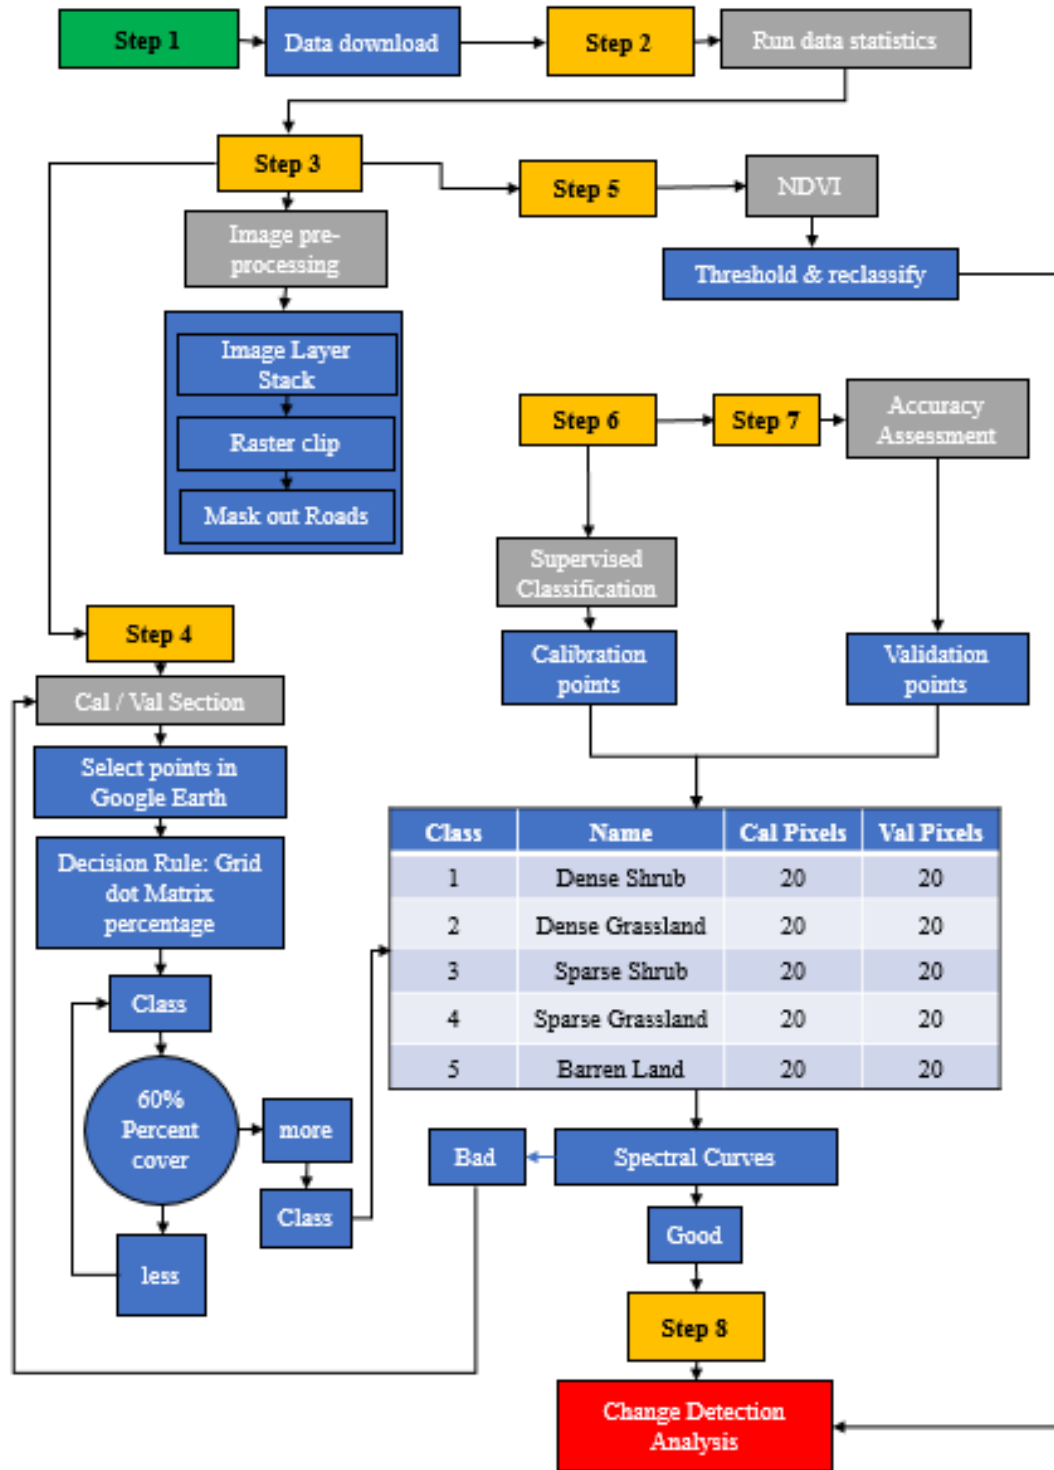 Step 1
Data download
Step 2
Run data statistics
Step 3
Step 5
NDVI
Image pre-
processing
Threshold & reclassify
Image Layer
Stack
Raster clip
Mask out Roads
Step 6
Step 7
Accuracy
Assessment
Supervised
Classification
Calibration
points
Validation
points
Step 4
Cal / Val Section
Select points in
Google Earth
Decision Rule: Grid
dot Matrix
percentage
Class
60%
Percent
cover
more
Class
less
Class Name Cal Pixels Val Pixels
1 Dense Shrub 20 20
2 Dense Grassland 20 20
3 Sparse Shrub 20 20
4 Sparse Grassland 20 20
5 Barren Land 20 20
Bad
Spectral Curves
Good
Step 8
Change Detection
Analysis